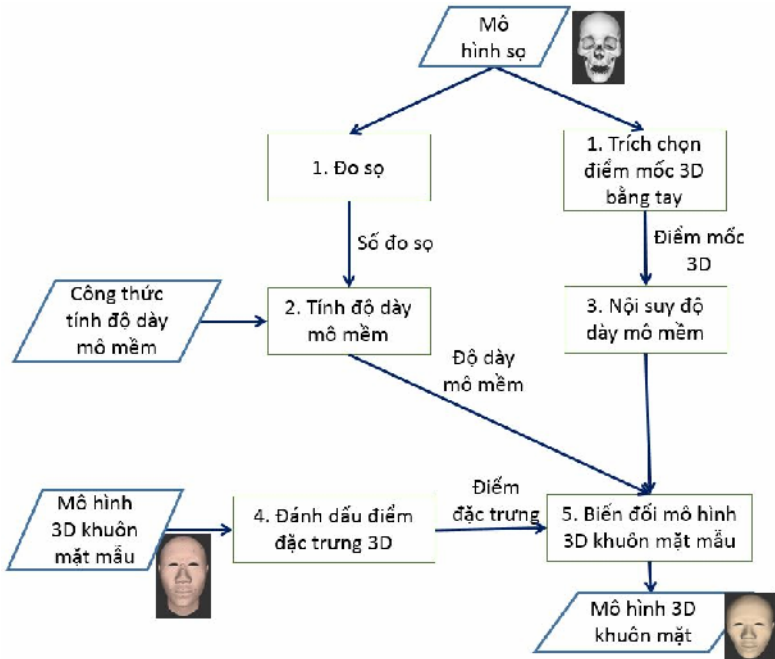 Mô
hình sọ
1. Đo sọ
1. Trích chọn
điểm mốc 3D
bằng tay
Số đo sọ
Điểm mốc
3D
Công thức
tính độ dày
mô mềm
2. Tính độ dày
mô mềm
3. Nội suy độ
dày mô mềm
Độ dày
mô mềm
Mô hình
3D khuôn
mặt mẫu
4. Đánh dấu điểm
đặc trưng 3D
Điểm
đặc trưng
5. Biến đổi mô hình
3D khuôn mặt mẫu
Mô hình 3D
khuôn mặt